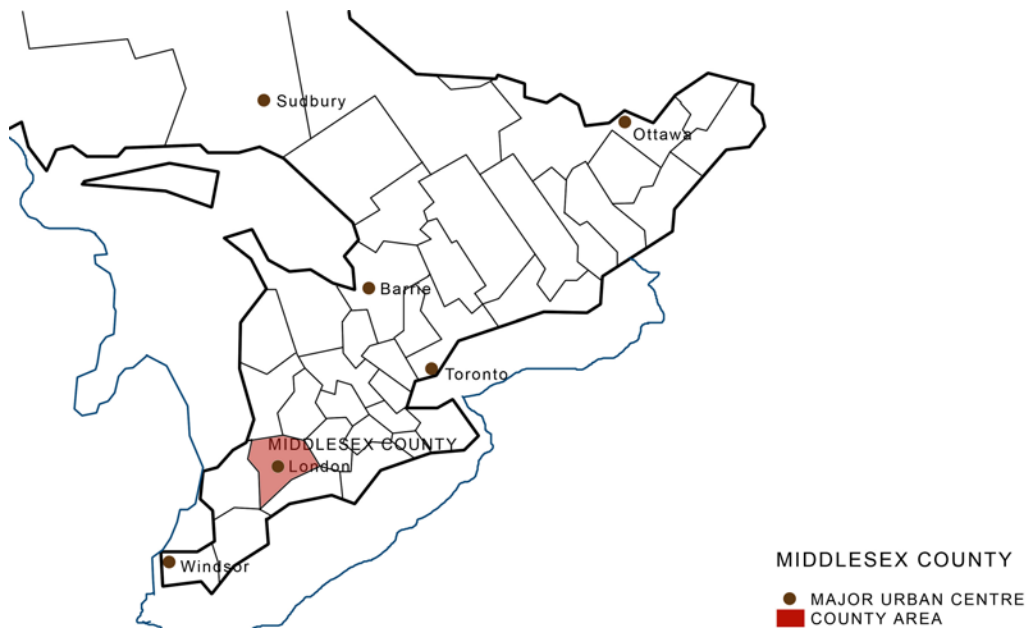 Sudbury
Ottawa
Barrie
Toronto
MIDDLESEX COUNTY
London
Windsor
MIDDLESEX COUNTY
MAJOR URBAN CENTRE
COUNTY AREA